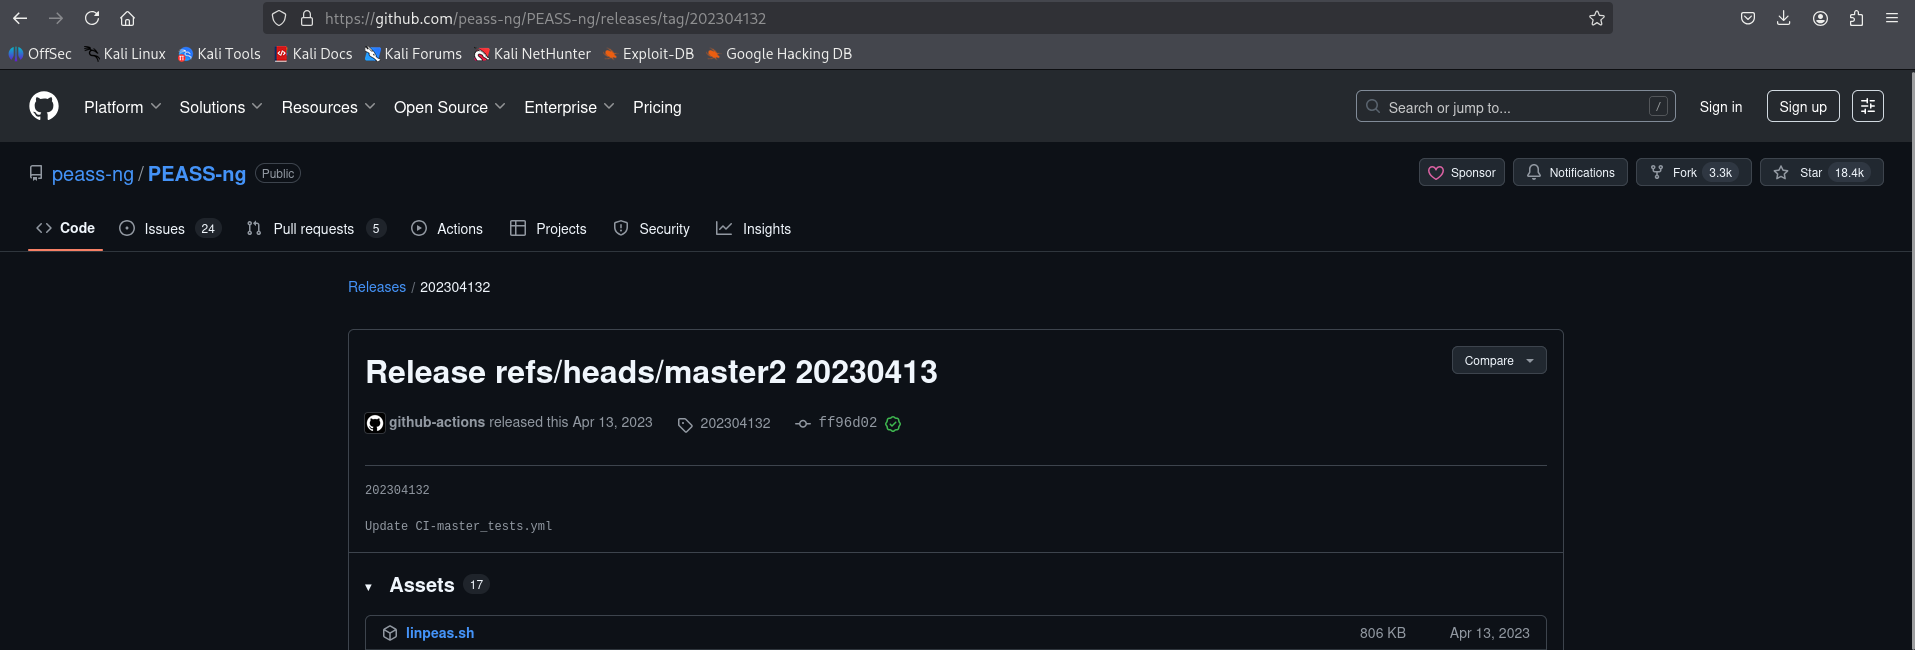 https://github.com/peass-ng/PEASS-ng/releases/tag/202304132
OffSec Kali Linux Kali Tools Kali Docs Kali Forums Kali NetHunter Exploit-DB Google Hacking DB
Platform Solutions Resources Open Source Enterprise Pricing Search or jump to... / Sign in Sign up
peass-ng / PEASS-ng Public Sponsor Notifications Fork 3.3k Star 18.4k
Code Issues 24 Pull requests 5 Actions Projects Security Insights
Releases / 202304132
Release refs/heads/master2 20230413 Compare
github-actions released this Apr 13, 2023 202304132 ff96d02
202304132
Update CI-master_tests.yml
Assets 17
linpeas.sh 806 KB Apr 13, 2023